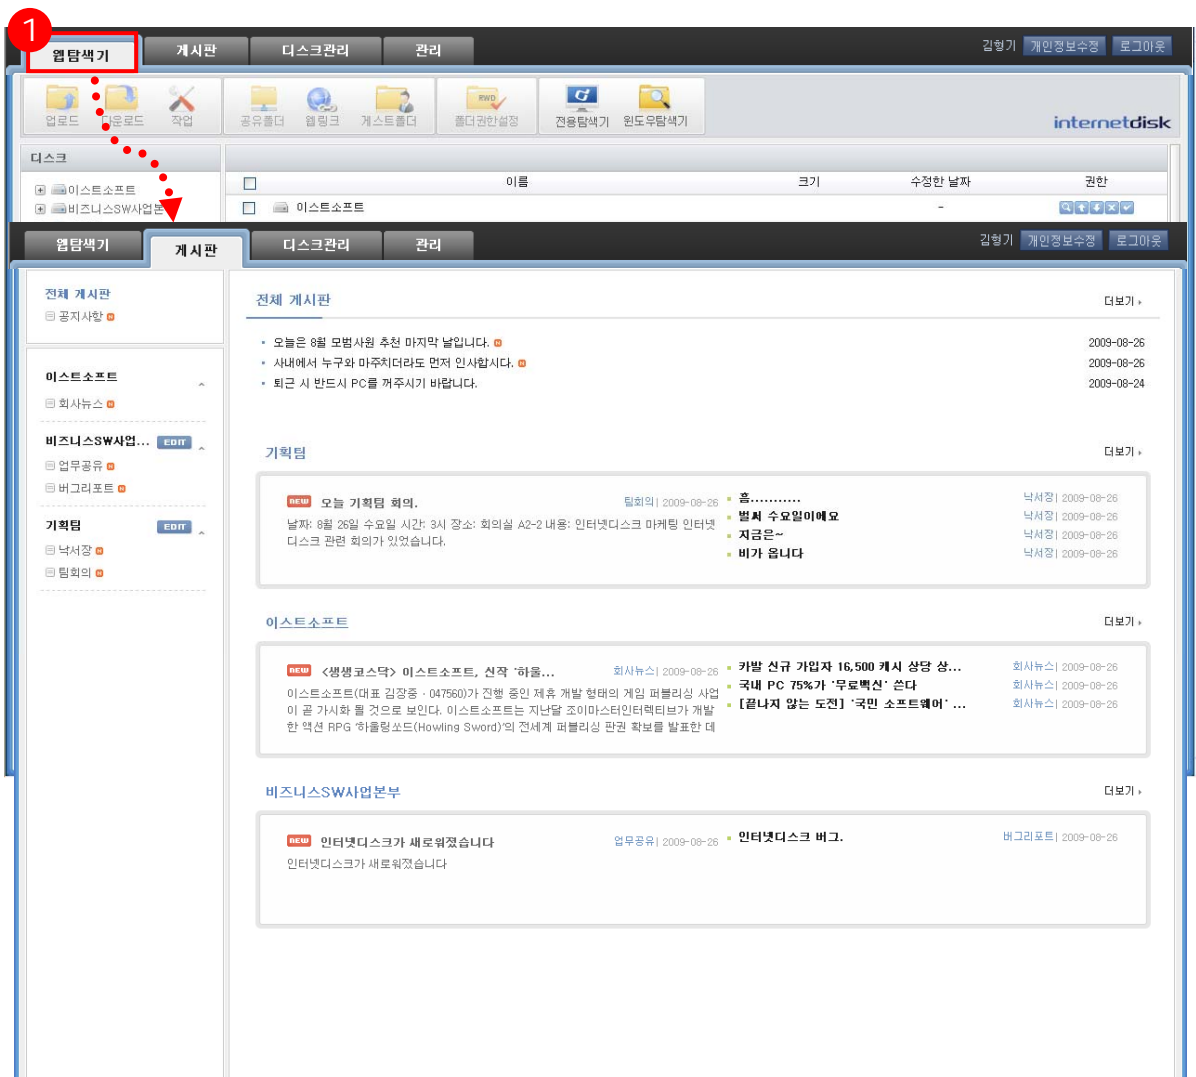 1
웹탐색기 게시판 디스크관리 관리 김형기 개인정보수정 로그아웃
업로드 다운로드 작업 공유폴더 웹링크 게스트폴더 폴더권한설정 전용탐색기 윈도우탐색기
internetdisk
디스크
이름 크기 수정한 날짜 권한
이스트소프트
비즈니스SW사업본
이스트소프트 -
웹탐색기 게시판 디스크관리 관리 김형기 개인정보수정 로그아웃
전체 게시판
공지사항
이스트소프트
회사뉴스
비즈니스SW사업... EDIT
업무공유
버그리포트
기획팀 EDIT
낙서장
팀회의
전체 게시판 더보기
오늘은 8월 모범사원 추천 마지막 날입니다. 2009-08-26
사내에서 누구와 마주치더라도 먼저 인사합시다. 2009-08-26
퇴근 시 반드시 PC를 꺼주시기 바랍니다. 2009-08-24
기획팀 더보기
NEW 오늘 기획팀 회의. 팀회의| 2009-08-26
날짜: 8월 26일 수요일 시간: 3시 장소: 회의실 A2-2 내용: 인터넷디스크 마케팅 인터넷
디스크 관련 회의가 있었습니다.
흠........... 낙서장| 2009-08-26
벌써 수요일이에요 낙서장| 2009-08-26
지금은~ 낙서장| 2009-08-26
비가 옵니다 낙서장| 2009-08-26
이스트소프트 더보기
NEW <생생코스닥> 이스트소프트, 신작 '하울... 회사뉴스| 2009-08-26
이스트소프트(대표 김장중·047560)가 진행 중인 제휴 개발 형태의 게임 퍼블리싱 사업
이 곧 가시화 될 것으로 보인다. 이스트소프트는 지난달 조이마스터인터렉티브가 개발
한 액션 RPG '하울링쏘드(Howling Sword)'의 전세계 퍼블리싱 판권 확보를 발표한 데
카발 신규 가입자 16,500 캐시 상당 상... 회사뉴스| 2009-08-26
국내 PC 75%가 '무료백신' 쓴다 회사뉴스| 2009-08-26
[끝나지 않는 도전] '국민 소프트웨어' ... 회사뉴스| 2009-08-26
비즈니스SW사업본부 더보기
NEW 인터넷디스크가 새로워졌습니다 업무공유| 2009-08-26
인터넷디스크가 새로워졌습니다
인터넷디스크 버그. 버그리포트| 2009-08-26